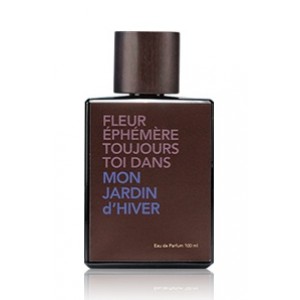 FLEUR
ÉPHÉMÈRE
TOUJOURS
TOI DANS
MON
JARDIN
d'HIVER
Eau de Parfum 100 ml